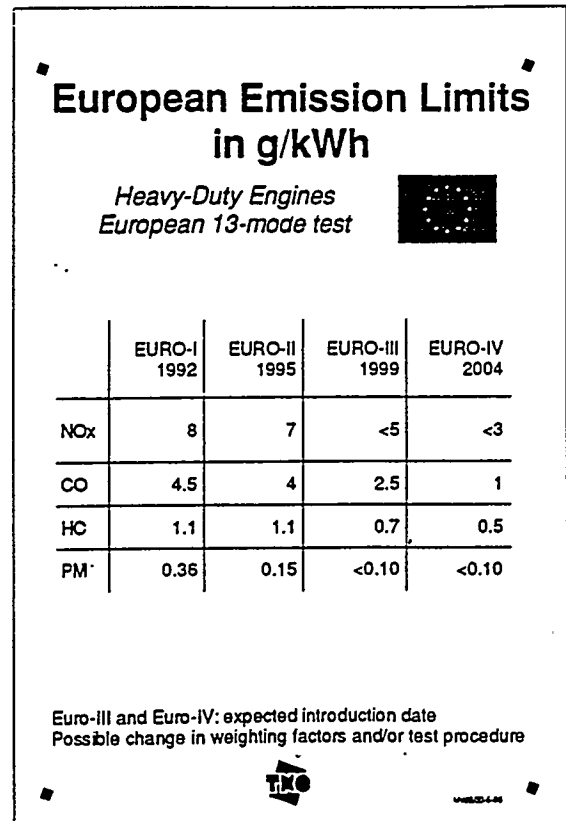 European Emission Limits
in g/kWh
Heavy-Duty Engines
European 13-mode test
EURO-I EURO-II EURO-III EURO-IV
1992 1995 1999 2004
NOx 8 7 <5 <3
CO 4.5 4 2.5 1
HC 1.1 1.1 0.7 0.5
PM 0.36 0.15 <0.10 <0.10
Euro-III and Euro-IV: expected introduction date
Possible change in weighting factors and/or test procedure
TNO